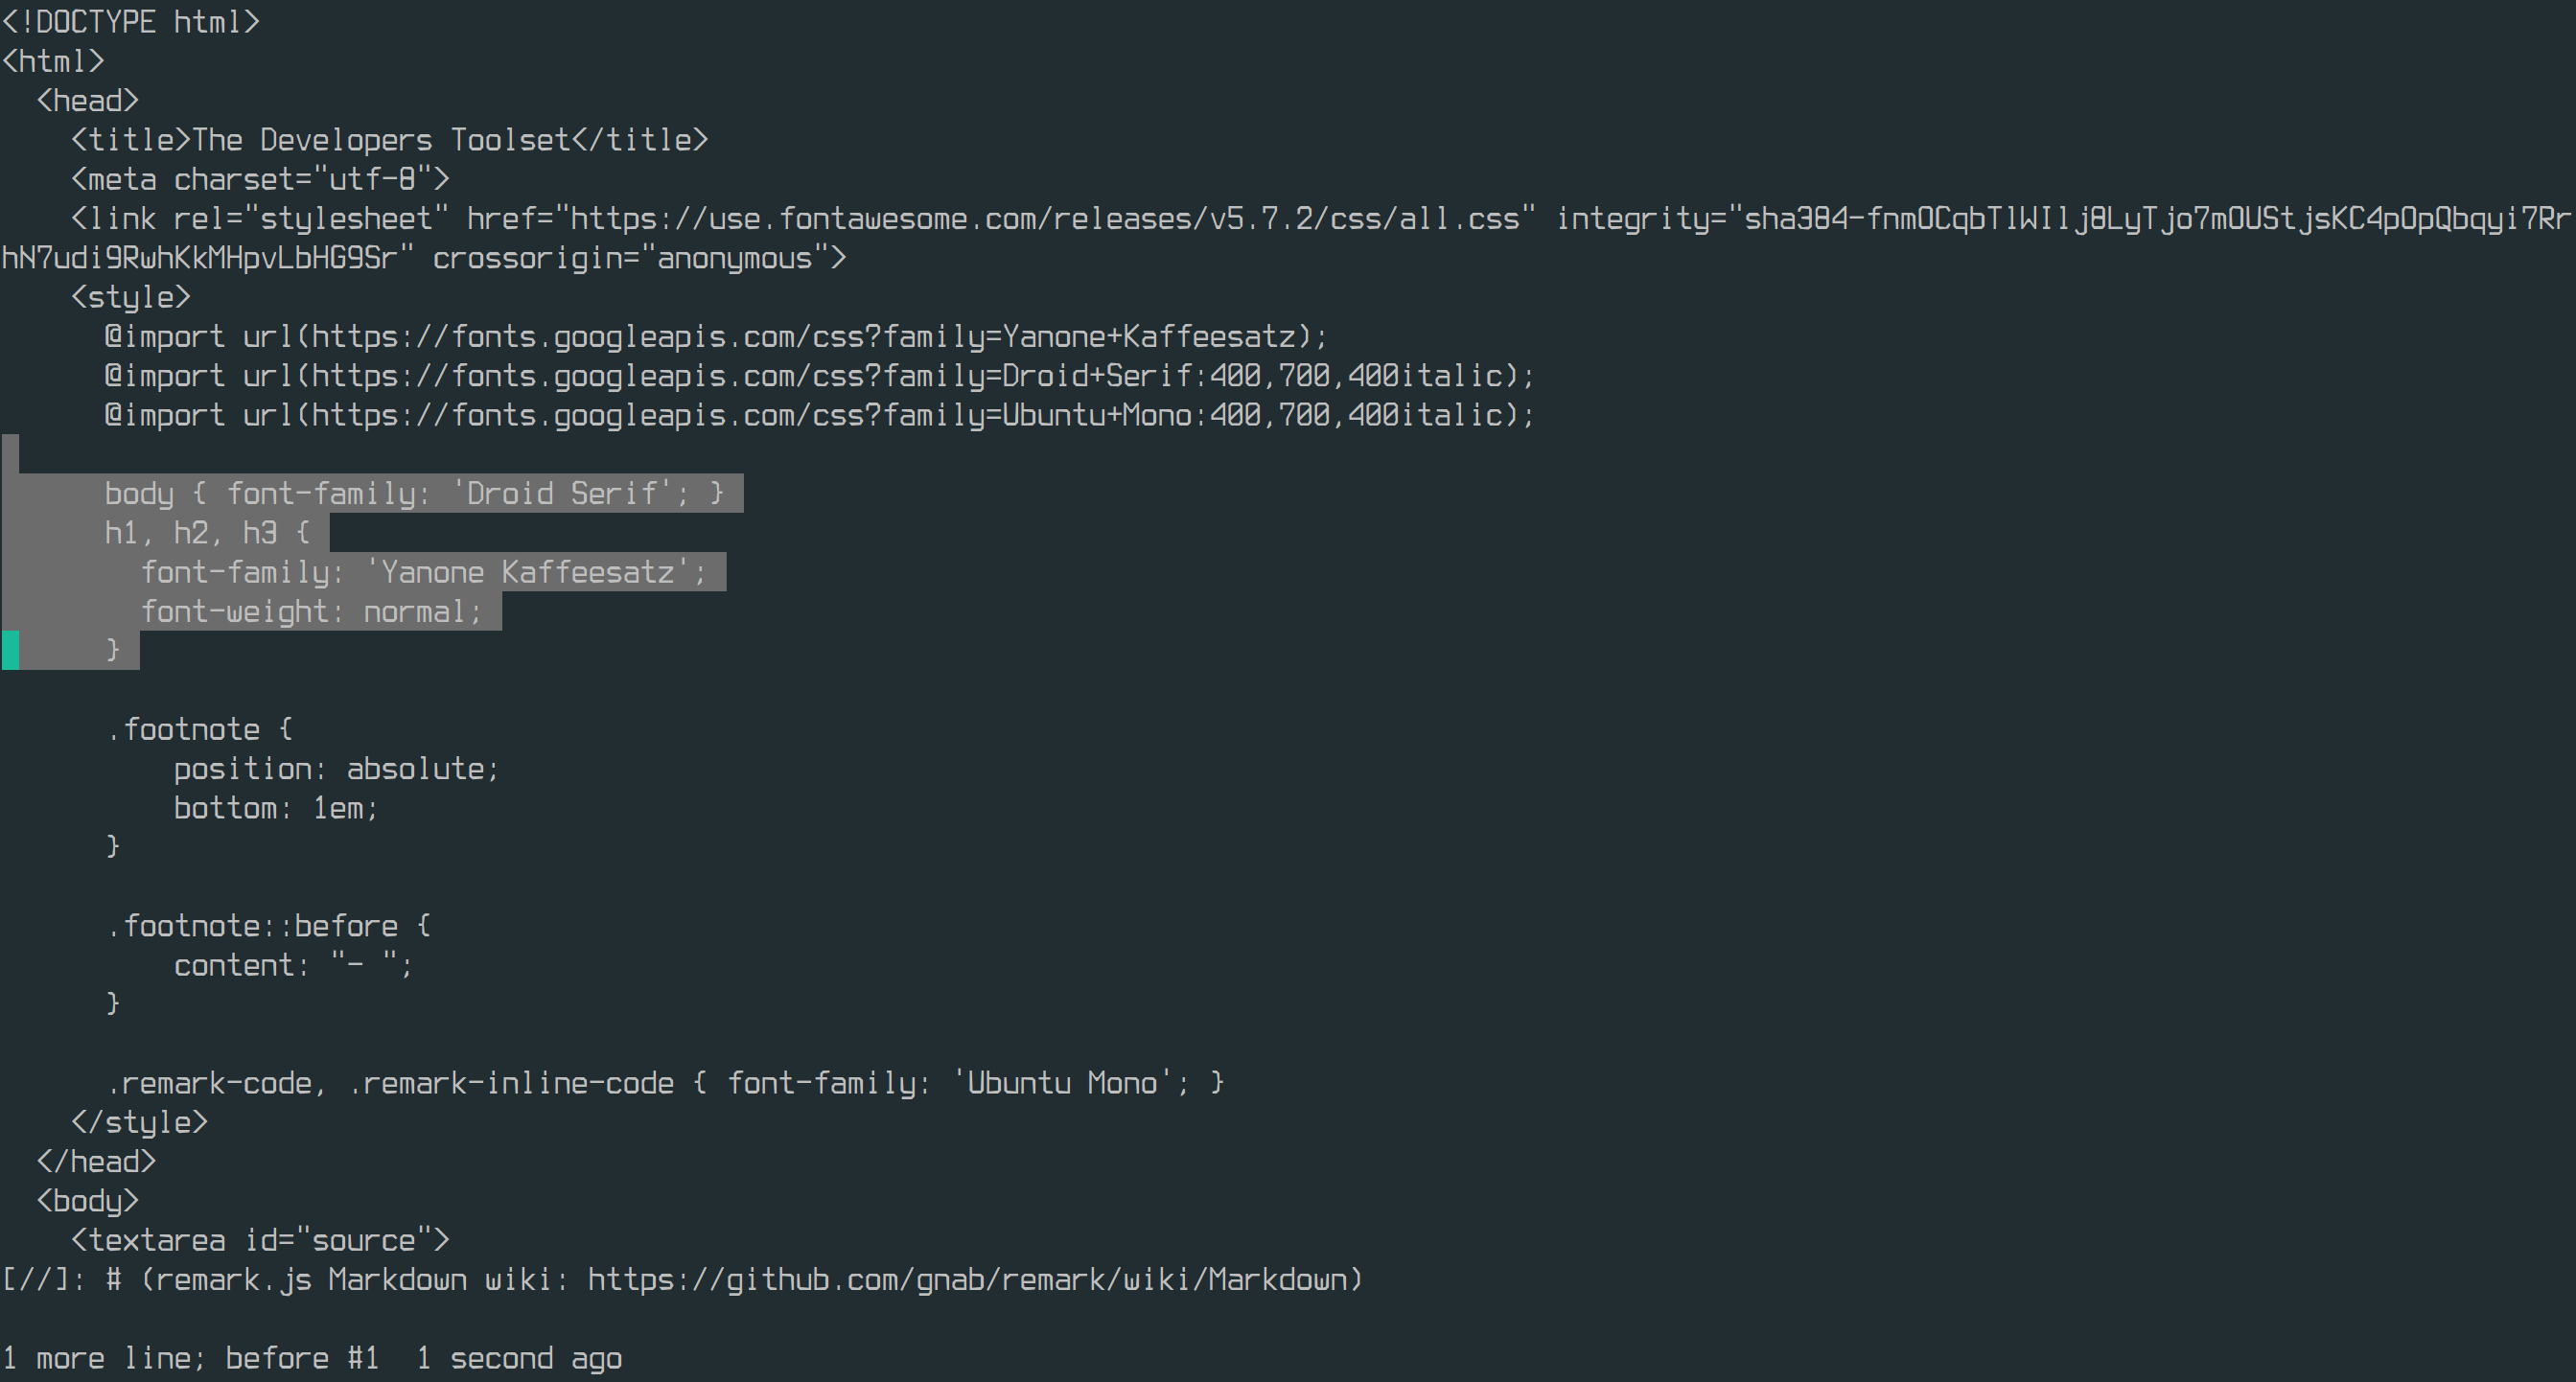 <!DOCTYPE html>
<html>
  <head>
    <title>The Developers Toolset</title>
    <meta charset="utf-8">
    <link rel="stylesheet" href="https://use.fontawesome.com/releases/v5.7.2/css/all.css" integrity="sha384-fnmOCqbTlWIlj8LyTjo7mOUStjsKC4pOpQbqyi7Rr
hN7udi9RwhKkMHpvLbHG9Sr" crossorigin="anonymous">
    <style>
      @import url(https://fonts.googleapis.com/css?family=Yanone+Kaffeesatz);
      @import url(https://fonts.googleapis.com/css?family=Droid+Serif:400,700,400italic);
      @import url(https://fonts.googleapis.com/css?family=Ubuntu+Mono:400,700,400italic);

      body { font-family: 'Droid Serif'; }
      h1, h2, h3 {
        font-family: 'Yanone Kaffeesatz';
        font-weight: normal;
      }

      .footnote {
          position: absolute;
          bottom: 1em;
      }

      .footnote::before {
          content: "- ";
      }

      .remark-code, .remark-inline-code { font-family: 'Ubuntu Mono'; }
    </style>
  </head>
  <body>
    <textarea id="source">
[//]: # (remark.js Markdown wiki: https://github.com/gnab/remark/wiki/Markdown)

1 more line; before #1  1 second ago